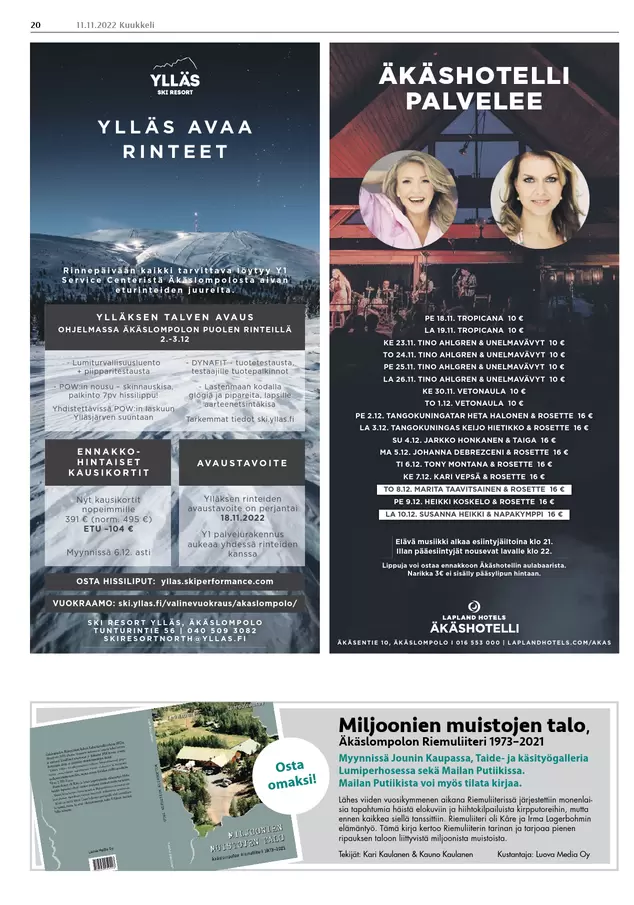 20
11.11.2022 Kuukkeli
YLLÄS
SKI RESORT
YLLÄS AVAA
RINTEET
Rinnepäivään kaikki tarvittava löytyy Y1
Service Centeristä Äkäslompolosta aivan
eturinteiden juureita.
YLLÄKSEN TALVEN AVAUS
OHJELMASSA ÄKÄSLOMPOLON PUOLEN RINTEILLÄ
2.-3.12
- Lumiturvallisuusluento
+ piipparitestausta
- POW:in nousu – skinnauskisa,
palkinto 7pv hissilippu!
Yhdistettävissä POW:in laskuun
Ylläsjärven suuntaan
- DYNAFIT - tuotetestausta,
testaajille tuotepalkinnot
- Lastenmaan kodalla
glögiä ja pipareita, lapsille
aarteenetsintäkisa
Tarkemmat tiedot ski.yllas.fi
ENNAKKO-
HINTAISET
KAUSIKORTIT
Nyt kausikortit
nopeimmille
391 € (norm. 495 €)
ETU –104 €
Myynnissä 6.12. asti
AVAUSTAVOITE
Ylläksen rinteiden
avaustavoite on perjantai
18.11.2022
Y1 palvelurakennus
aukeaa yhdessä rinteiden
kanssa
OSTA HISSILIPUT: yllas.skiperformance.com
VUOKRAAMO: ski.yllas.fi/valinevuokraus/akaslompolo/
SKI RESORT YLLÄS, ÄKÄSLOMPOLO
TUNTURINTIE 56 | 040 509 3082
SKIRESORTNORTH@YLLAS.FI
ÄKÄSHOTELLI
PALVELEE
PE 18.11. TROPICANA 10 €
LA 19.11. TROPICANA 10 €
KE 23.11. TINO AHLGREN & UNELMAVÄVYT 10 €
TO 24.11. TINO AHLGREN & UNELMAVÄVYT 10 €
PE 25.11. TINO AHLGREN & UNELMAVÄVYT 10 €
LA 26.11. TINO AHLGREN & UNELMAVÄVYT 10 €
KE 30.11. VETONAULA 10 €
TO 1.12. VETONAULA 10 €
PE 2.12. TANGOKUNINGATAR HETA HALONEN & ROSETTE 16 €
LA 3.12. TANGOKUNINGAS KEIJO HIETIKKO & ROSETTE 16 €
SU 4.12. JARKKO HONKANEN & TAIGA 16 €
MA 5.12. JOHANNA DEBRECZENI & ROSETTE 16 €
TI 6.12. TONY MONTANA & ROSETTE 16 €
KE 7.12. KARI VEPSÄ & ROSETTE 16 €
TO 8.12. MARITA TAAVITSAINEN & ROSETTE 16 €
PE 9.12. HEIKKI KOSKELO & ROSETTE 16 €
LA 10.12. SUSANNA HEIKKI & NAPAKYMPPI 16 €
Elävä musiikki alkaa esiintyjäiltoina klo 21.
Illan pääesiintyjät nousevat lavalle klo 22.
Lippuja voi ostaa ennakkoon Äkäshotellin aulabaarista.
Narikka 3€ ei sisälly pääsylipun hintaan.
LAPLAND HOTELS
ÄKÄSHOTELLI
ÄKÄSENTIE 10, ÄKÄSLOMPOLO | 016 553 000 | LAPLANDHOTELS.COM/AKAS
MILJOONIEN
MUISTOJEN TALO
Äkäslompolon Riemuliiteri 1973–2021
Osta
omaksi!
Miljoonien muistojen talo,
Äkäslompolon Riemuliiteri 1973–2021
Myynnissä Jounin Kaupassa, Taide- ja käsityögalleria
Lumiperhosessa sekä Mailan Putiikissa.
Mailan Putiikista voi myös tilata kirjaa.
Lähes viiden vuosikymmenen aikana Riemuliiterissä järjestettiin monenlai-
sia tapahtumia häistä elokuviin ja hiihtokilpailuista kirpputoreihin, mutta
ennen kaikkea siellä tanssittiin. Riemuliiteri oli Kåre ja Irma Lagerbohmin
elämäntyö. Tämä kirja kertoo Riemuliiterin tarinan ja tarjoaa pienen
ripauksen taloon liittyvistä miljoonista muistoista.
Tekijät: Kari Kaulanen & Kauno Kaulanen
Kustantaja: Luova Media Oy